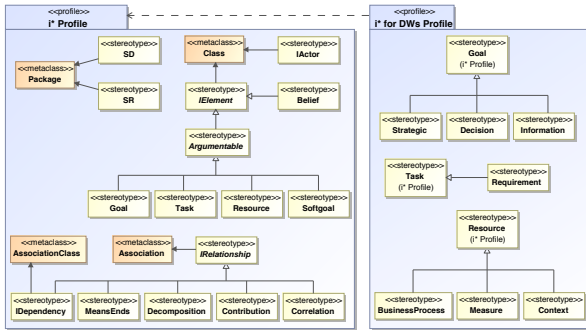 <<profile>>
i* Profile
<<profile>>
i* for DWs Profile
<<stereotype>>
SD
<<metaclass>>
Class
<<stereotype>>
IActor
<<metaclass>>
Package
<<stereotype>>
SR
<<stereotype>>
IElement
<<stereotype>>
Belief
<<stereotype>>
Argumentable
<<stereotype>>
Goal
<<stereotype>>
Task
<<stereotype>>
Resource
<<stereotype>>
Softgoal
<<metaclass>>
AssociationClass
<<metaclass>>
Association
<<stereotype>>
IRelationship
<<stereotype>>
IDependency
<<stereotype>>
MeansEnds
<<stereotype>>
Decomposition
<<stereotype>>
Contribution
<<stereotype>>
Correlation
<<stereotype>>
Goal
(i* Profile)
<<stereotype>>
Strategic
<<stereotype>>
Decision
<<stereotype>>
Information
<<stereotype>>
Task
(i* Profile)
<<stereotype>>
Requirement
<<stereotype>>
Resource
(i* Profile)
<<stereotype>>
BusinessProcess
<<stereotype>>
Measure
<<stereotype>>
Context